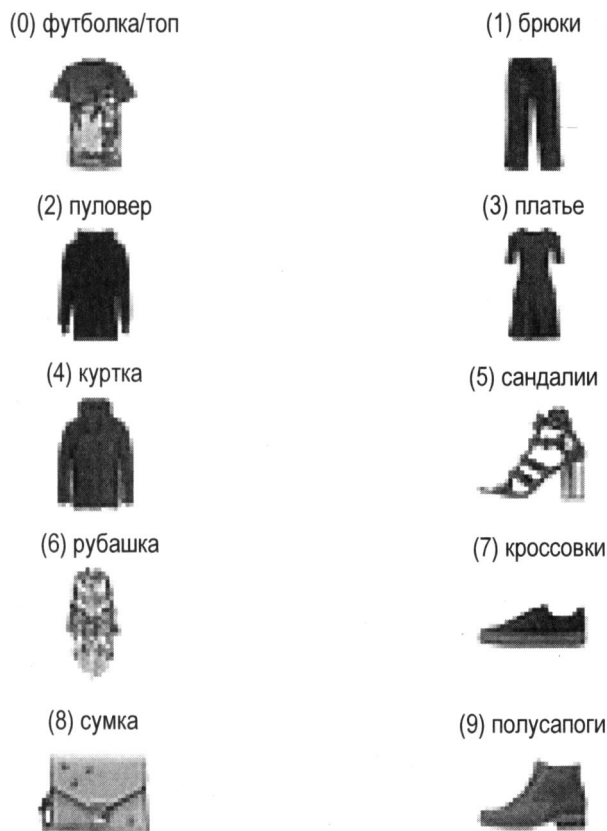 (0) футболка/топ
(1) брюки
(2) пуловер
(3) платье
(4) куртка
(5) сандалии
(6) рубашка
(7) кроссовки
(8) сумка
(9) полусапоги